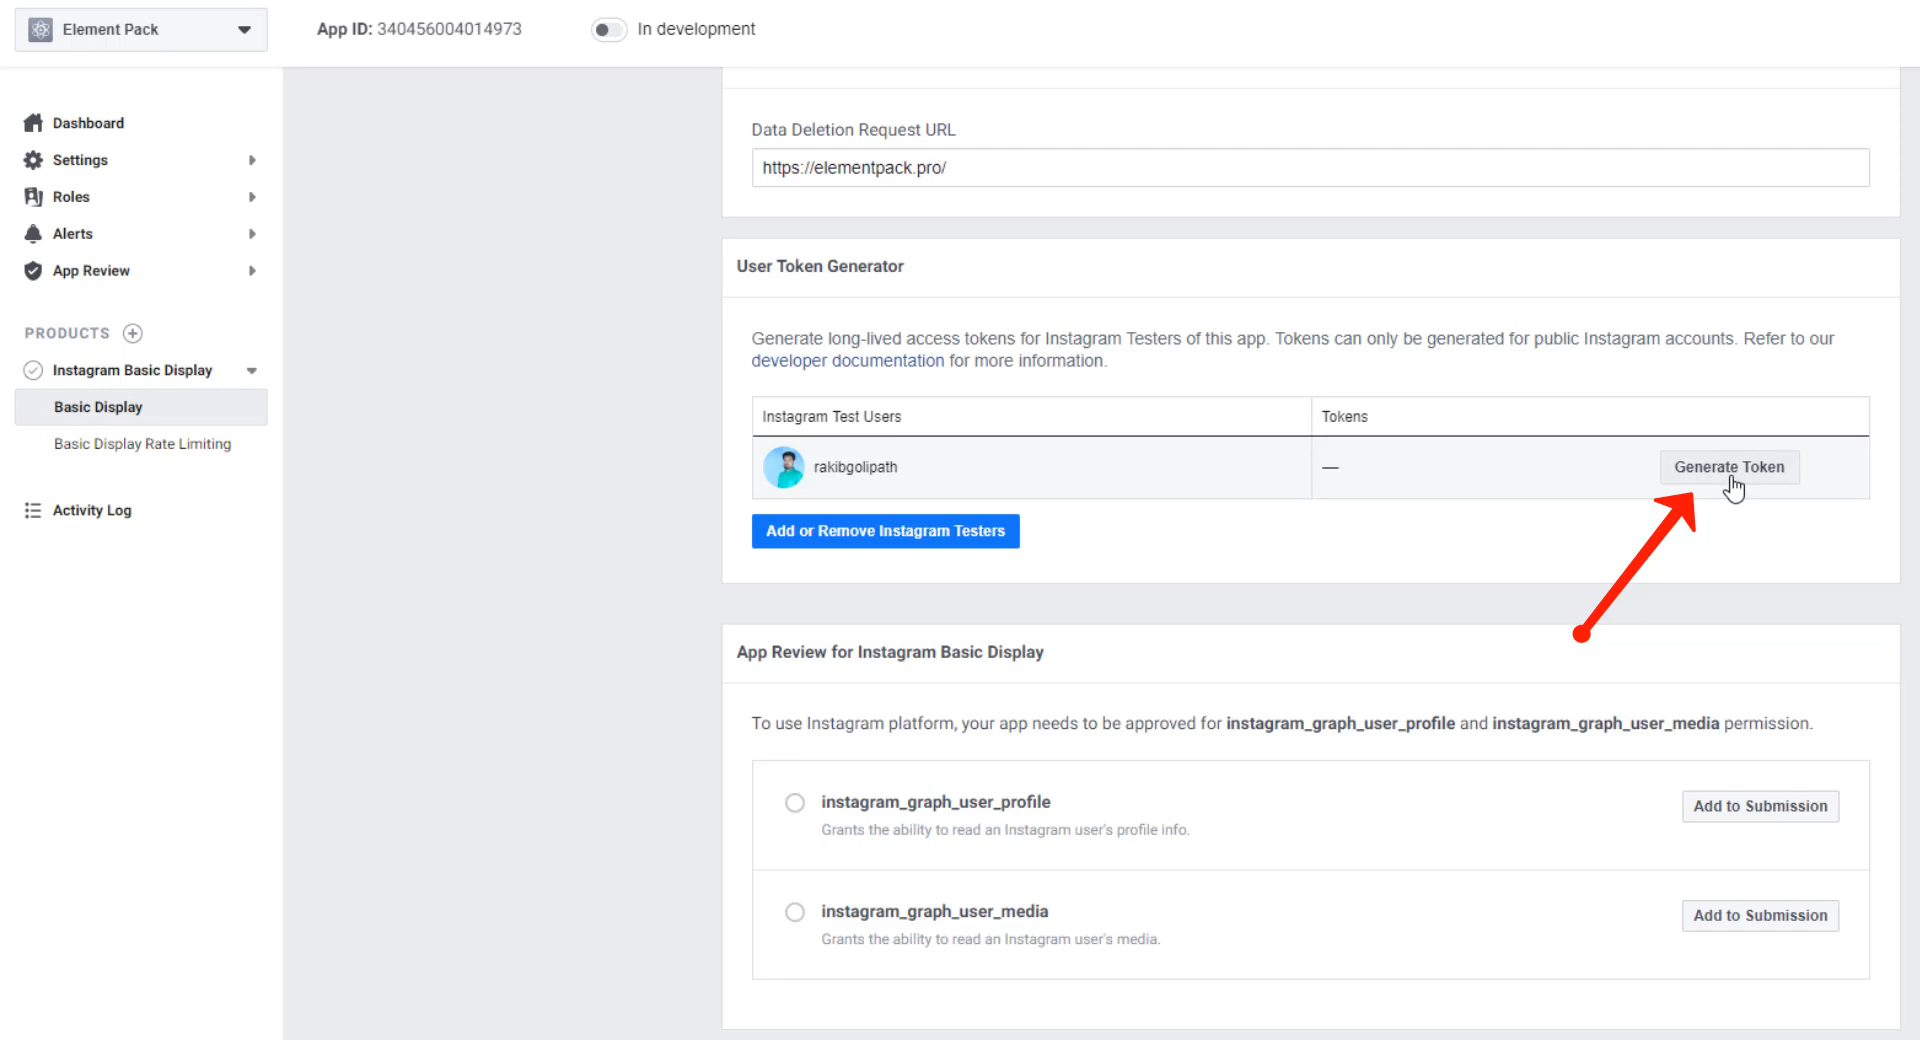 Element Pack
App ID: 340456004014973
In development
Dashboard
Settings
Roles
Alerts
App Review
PRODUCTS
Instagram Basic Display
Basic Display
Basic Display Rate Limiting
Activity Log
Data Deletion Request URL
https://elementpack.pro/
User Token Generator
Generate long-lived access tokens for Instagram Testers of this app. Tokens can only be generated for public Instagram accounts. Refer to our
developer documentation for more information.
Instagram Test Users
Tokens
rakibgolipath
—
Generate Token
Add or Remove Instagram Testers
App Review for Instagram Basic Display
To use Instagram platform, your app needs to be approved for instagram_graph_user_profile and instagram_graph_user_media permission.
instagram_graph_user_profile
Add to Submission
Grants the ability to read an Instagram user's profile info.
instagram_graph_user_media
Add to Submission
Grants the ability to read an Instagram user's media.